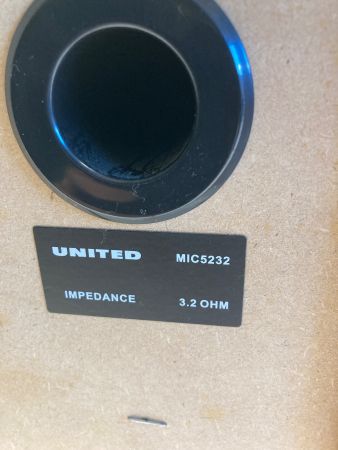 UNITED MIC5232
IMPEDANCE 3.2 OHM